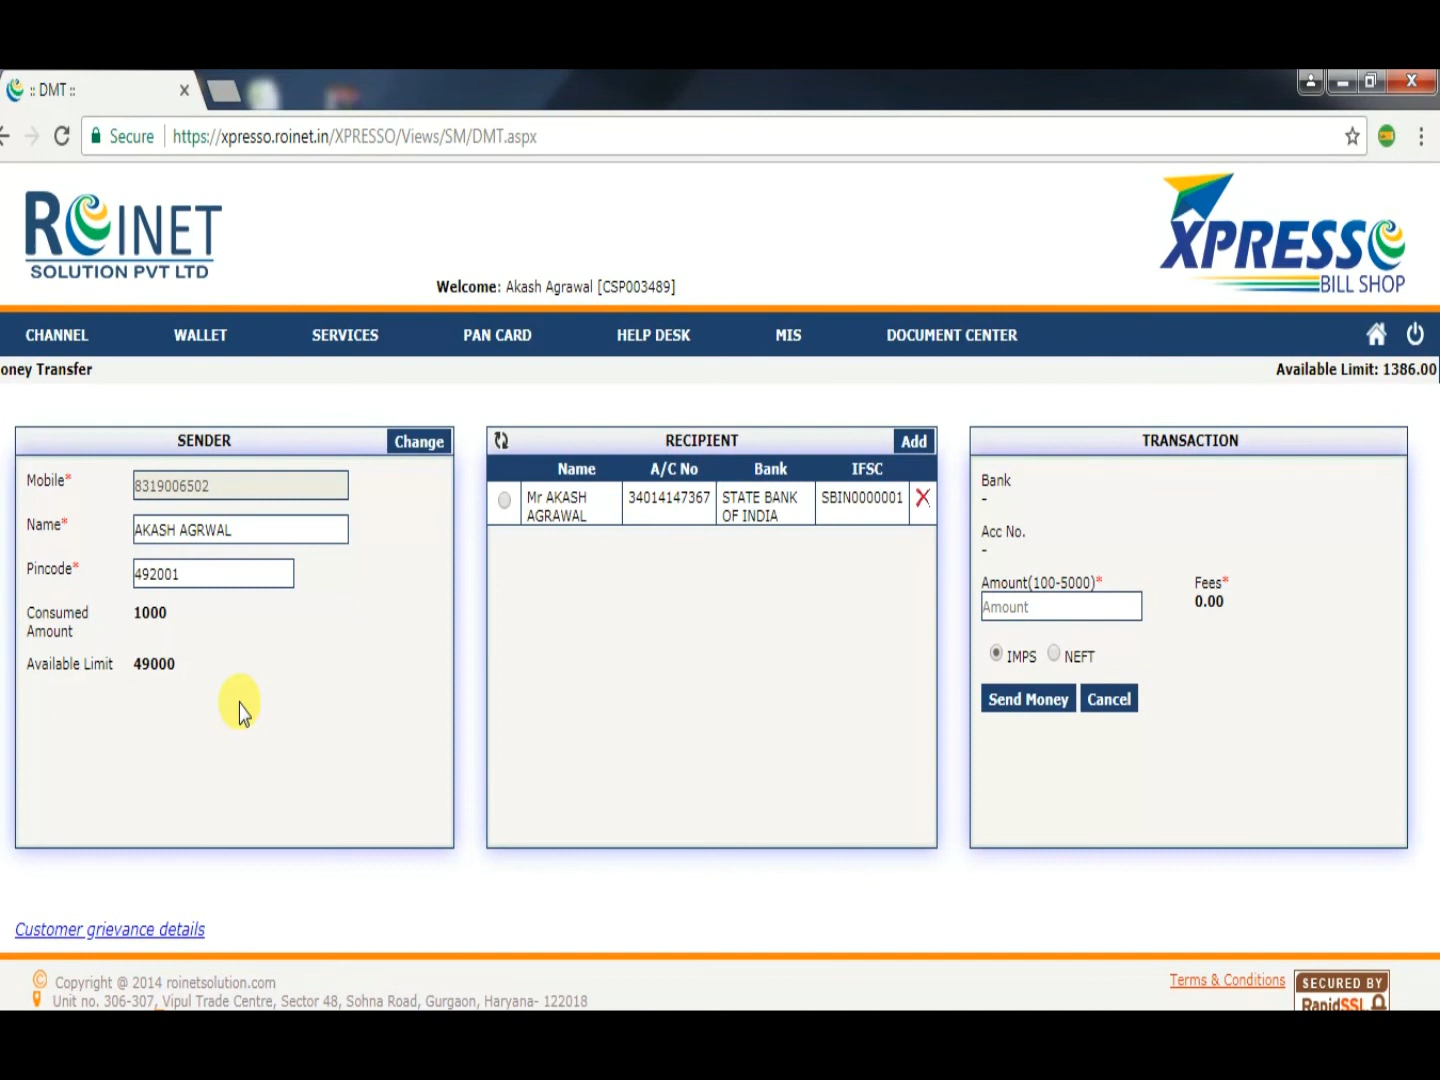 :: DMT ::
Secure https://xpresso.roinet.in/XPRESSO/Views/SM/DMT.aspx
ROINET
SOLUTION PVT LTD
XPRESSO
BILL SHOP
Welcome: Akash Agrawal [CSP003489]
CHANNEL WALLET SERVICES PAN CARD HELP DESK MIS DOCUMENT CENTER
oney Transfer Available Limit: 1386.00
SENDER Change
Mobile* 8319006502
Name* AKASH AGRWAL
Pincode* 492001
Consumed Amount 1000
Available Limit 49000
RECIPIENT Add
Name A/C No Bank IFSC
Mr AKASH 34014147367 STATE BANK SBIN0000001
AGRAWAL OF INDIA
TRANSACTION
Bank
-
Acc No.
-
Amount(100-5000)* Fees*
Amount 0.00
IMPS NEFT
Send Money Cancel
Customer grievance details
© Copyright @ 2014 roinetsolution.com
Unit no. 306-307, Vipul Trade Centre, Sector 48, Sohna Road, Gurgaon, Haryana- 122018
Terms & Conditions
SECURED BY
RapidSSL